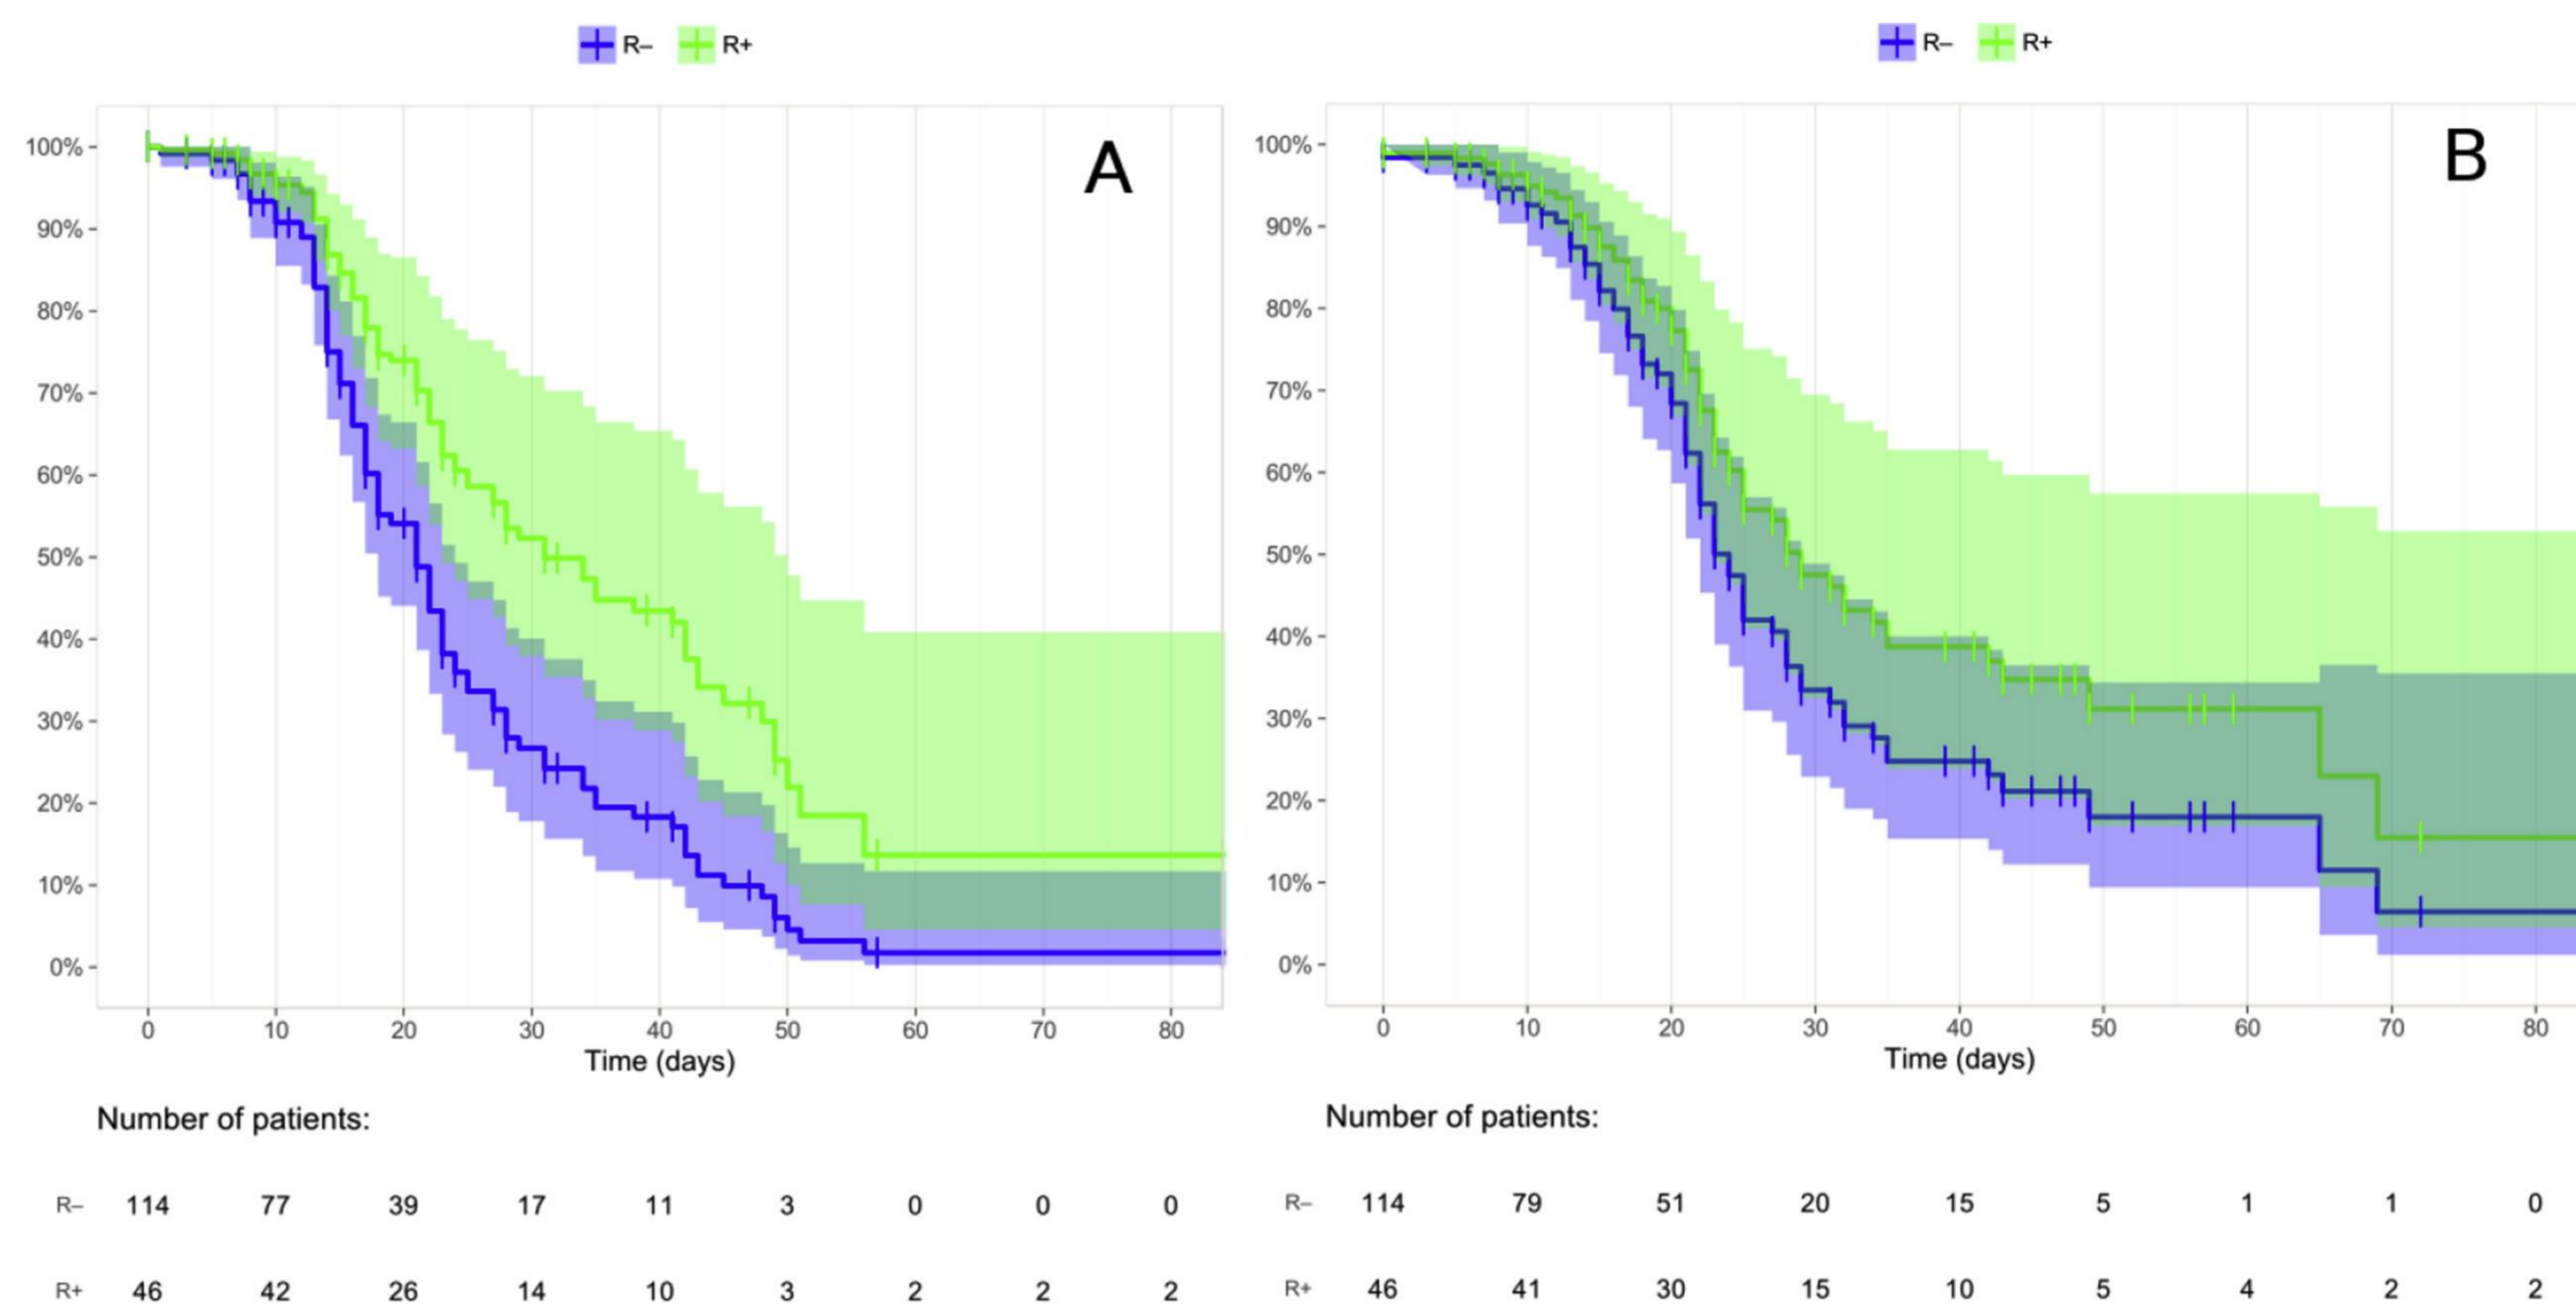 R– R+
A
100%
90%
80%
70%
60%
50%
40%
30%
20%
10%
0%
0 10 20 30 40 50 60 70 80
Time (days)
Number of patients:
R– 114 77 39 17 11 3 0 0 0
R+ 46 42 26 14 10 3 2 2 2
R– R+
B
100%
90%
80%
70%
60%
50%
40%
30%
20%
10%
0%
0 10 20 30 40 50 60 70 80
Time (days)
Number of patients:
R– 114 79 51 20 15 5 1 1 0
R+ 46 41 30 15 10 5 4 2 2